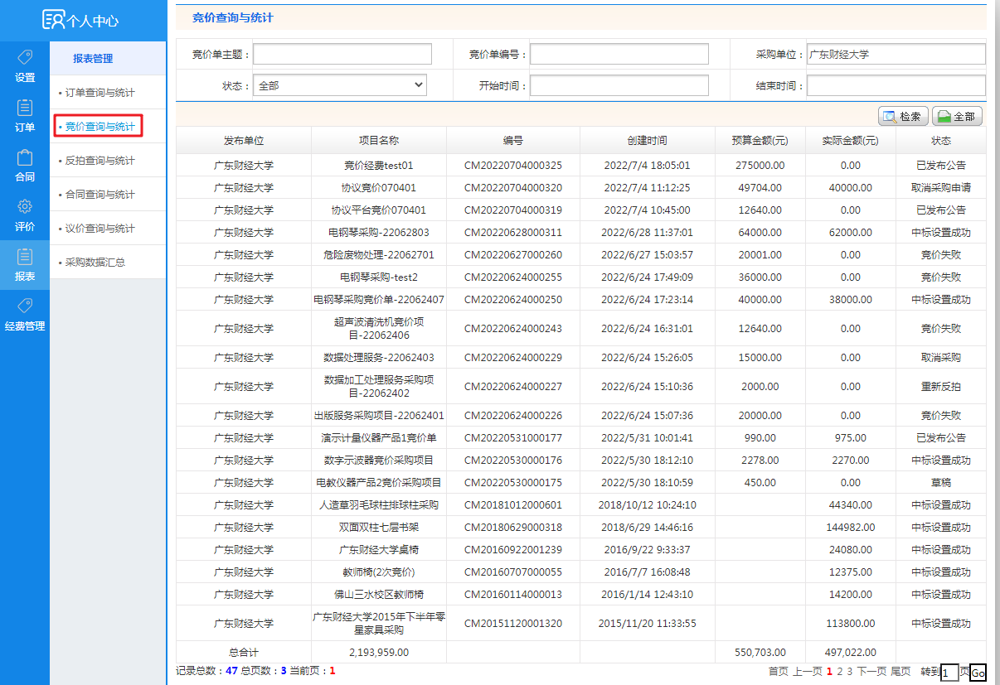 个人中心
设置
订单
合同
评价
报表
经费管理
报表管理
• 订单查询与统计
• 竞价查询与统计
• 反拍查询与统计
• 合同查询与统计
• 议价查询与统计
• 采购数据汇总
竞价查询与统计
竞价单主题： 竞价单编号： 采购单位： 广东财经大学
状态： 全部 开始时间： 结束时间：
检索 全部
发布单位 项目名称 编号 创建时间 预算金额(元) 实际金额(元) 状态
广东财经大学 竞价经费test01 CM20220704000325 2022/7/4 18:05:01 275000.00 0.00 已发布公告
广东财经大学 协议竞价070401 CM20220704000320 2022/7/4 11:12:25 49704.00 40000.00 取消采购申请
广东财经大学 协议平台竞价070401 CM20220704000319 2022/7/4 10:45:00 12640.00 0.00 已发布公告
广东财经大学 电钢琴采购-22062803 CM20220628000311 2022/6/28 11:37:01 64000.00 62000.00 中标设置成功
广东财经大学 危险废物处理-22062701 CM20220627000260 2022/6/27 15:03:57 20001.00 0.00 竞价失败
广东财经大学 电钢琴采购-test2 CM20220624000255 2022/6/24 17:49:09 36000.00 0.00 竞价失败
广东财经大学 电钢琴采购竞价单-22062407 CM20220624000250 2022/6/24 17:23:14 40000.00 38000.00 中标设置成功
广东财经大学 超声波清洗机竞价项
目-22062406 CM20220624000243 2022/6/24 16:31:01 12640.00 0.00 竞价失败
广东财经大学 数据处理服务-22062403 CM20220624000229 2022/6/24 15:26:05 15000.00 0.00 取消采购
广东财经大学 数据加工处理服务采购项
目-22062402 CM20220624000227 2022/6/24 15:10:36 2000.00 0.00 重新反拍
广东财经大学 出版服务采购项目-22062401 CM20220624000226 2022/6/24 15:07:36 20000.00 0.00 竞价失败
广东财经大学 演示计量仪器产品1竞价单 CM20220531000177 2022/5/31 10:01:41 990.00 975.00 已发布公告
广东财经大学 数字示波器竞价采购项目 CM20220530000176 2022/5/30 18:12:10 2278.00 2270.00 中标设置成功
广东财经大学 电教仪器产品2竞价采购项目 CM20220530000175 2022/5/30 18:10:59 450.00 0.00 草稿
广东财经大学 人造草羽毛球柱排球柱采购 CM20181012000601 2018/10/12 10:24:10 44340.00 中标设置成功
广东财经大学 双面双柱七层书架 CM20180629000318 2018/6/29 14:46:16 144982.00 中标设置成功
广东财经大学 广东财经大学桌椅 CM20160922001239 2016/9/22 9:33:37 24080.00 中标设置成功
广东财经大学 教师椅(2次竞价) CM20160707000055 2016/7/7 16:08:48 12375.00 中标设置成功
广东财经大学 佛山三水校区教师椅 CM20160114000013 2016/1/14 12:43:10 14200.00 中标设置成功
广东财经大学 广东财经大学2015年下半年零
星家具采购 CM20151120001320 2015/11/20 11:33:55 113800.00 中标设置成功
总合计 2,193,959.00 550,703.00 497,022.00
记录总数：47 总页数：3 当前页：1 首页 上一页 1 2 3 下一页 尾页 转到 1 页 Go